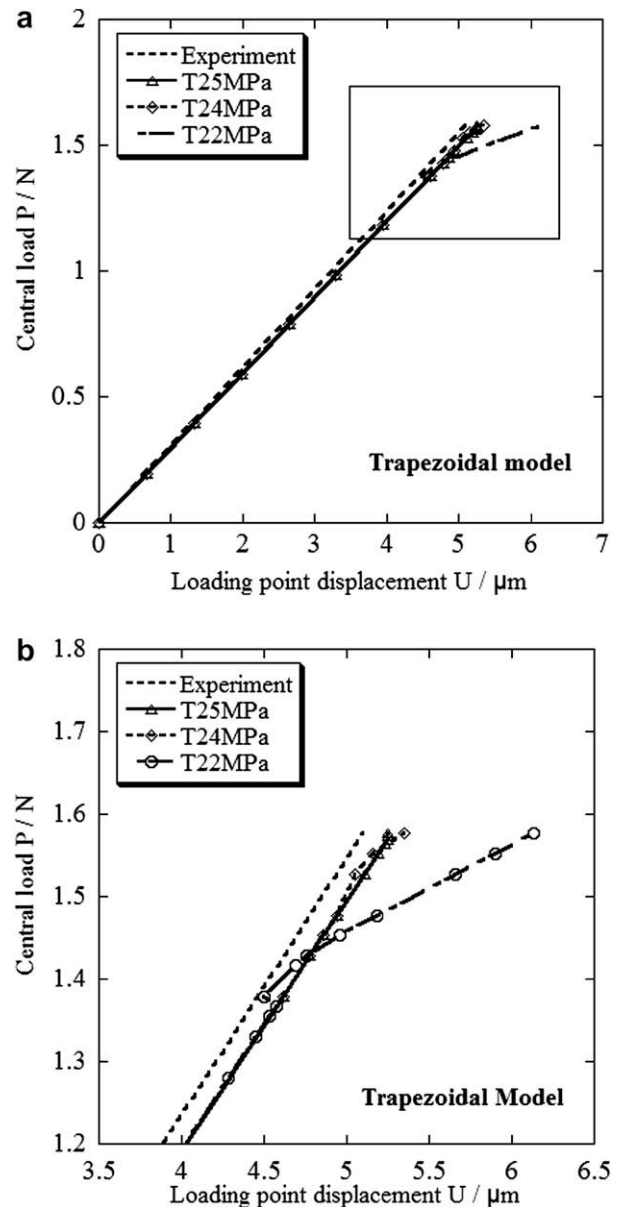 a
2
Experiment
T25MPa
T24MPa
T22MPa
1.5
1
0.5
0
Central load P / N
Trapezoidal model
0 1 2 3 4 5 6 7
Loading point displacement U / μm
b
1.8
Experiment
T25MPa
T24MPa
T22MPa
1.7
1.6
1.5
1.4
1.3
1.2
Central load P / N
Trapezoidal Model
3.5 4 4.5 5 5.5 6 6.5
Loading point displacement U / μm